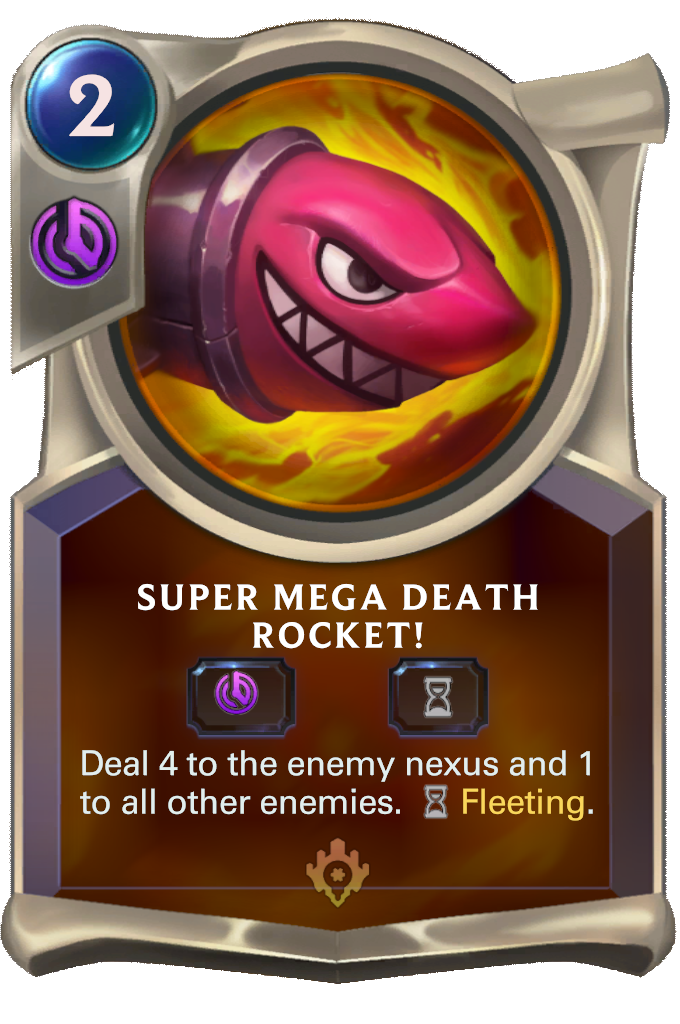 2
SUPER MEGA DEATH
ROCKET!
Deal 4 to the enemy nexus and 1
to all other enemies. Fleeting.